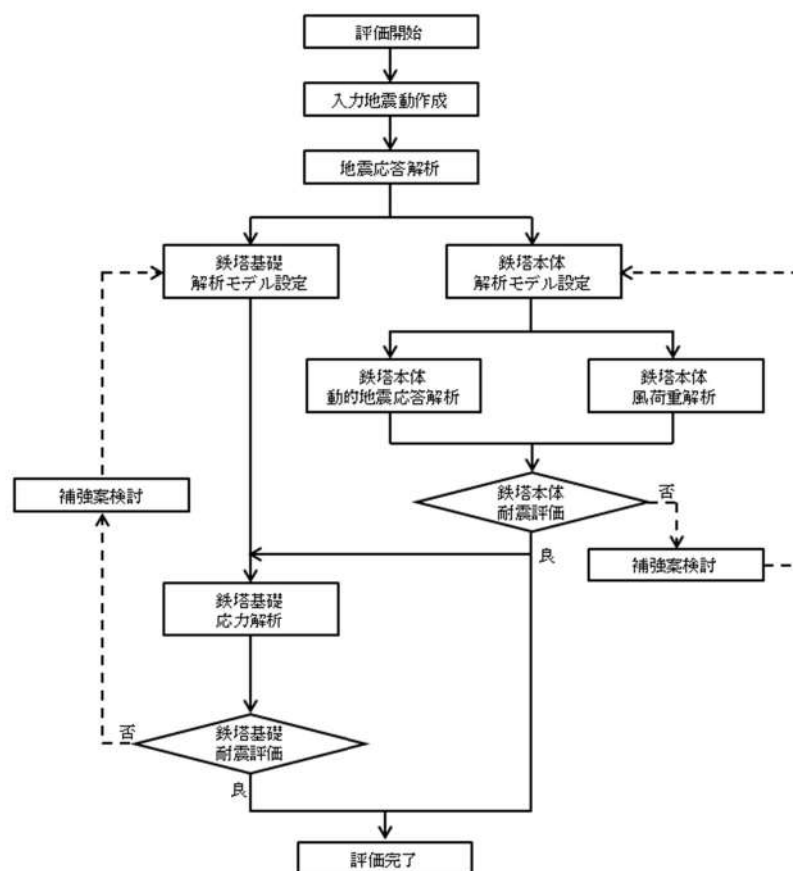 評価開始
入力地震動作成
地震応答解析
鉄塔基礎
解析モデル設定
鉄塔本体
解析モデル設定
鉄塔本体
動的地震応答解析
鉄塔本体
風荷重解析
補強案検討
鉄塔本体
耐震評価
否
良
補強案検討
鉄塔基礎
応力解析
否
鉄塔基礎
耐震評価
良
評価完了